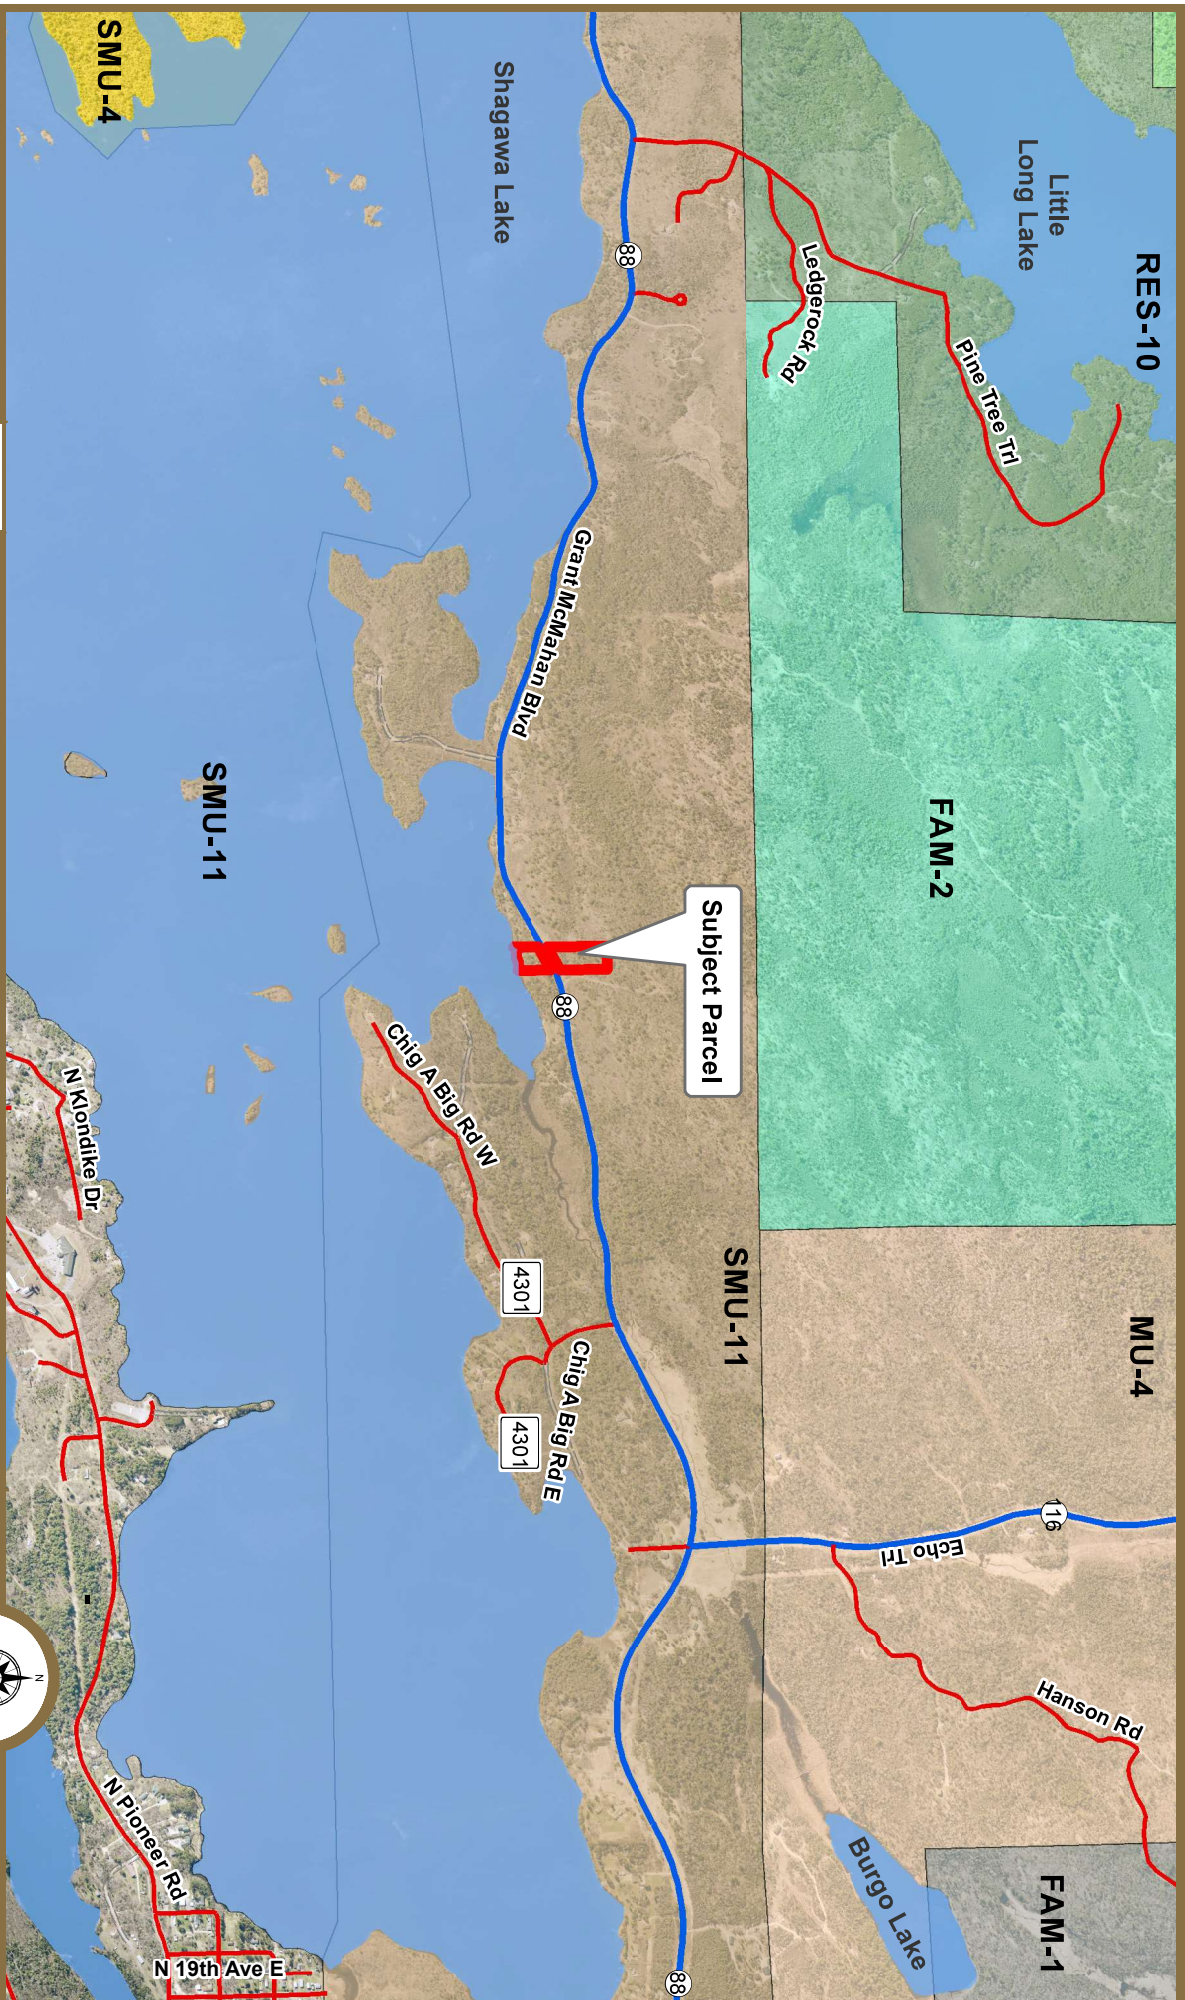 RES-10
Little
Long Lake
Pine Tree Trl
Ledgerock Rd
88
Shagawa Lake
SMU-4
Grant McMahan Blvd
FAM-2
SMU-11
Subject Parcel
88
Chig A Big Rd W
4301
Chig A Big Rd E
4301
SMU-11
MU-4
116
Echo Trl
Hanson Rd
Burgo Lake
FAM-1
88
N Klondike Dr
N Pioneer Rd
N 19th Ave E
N